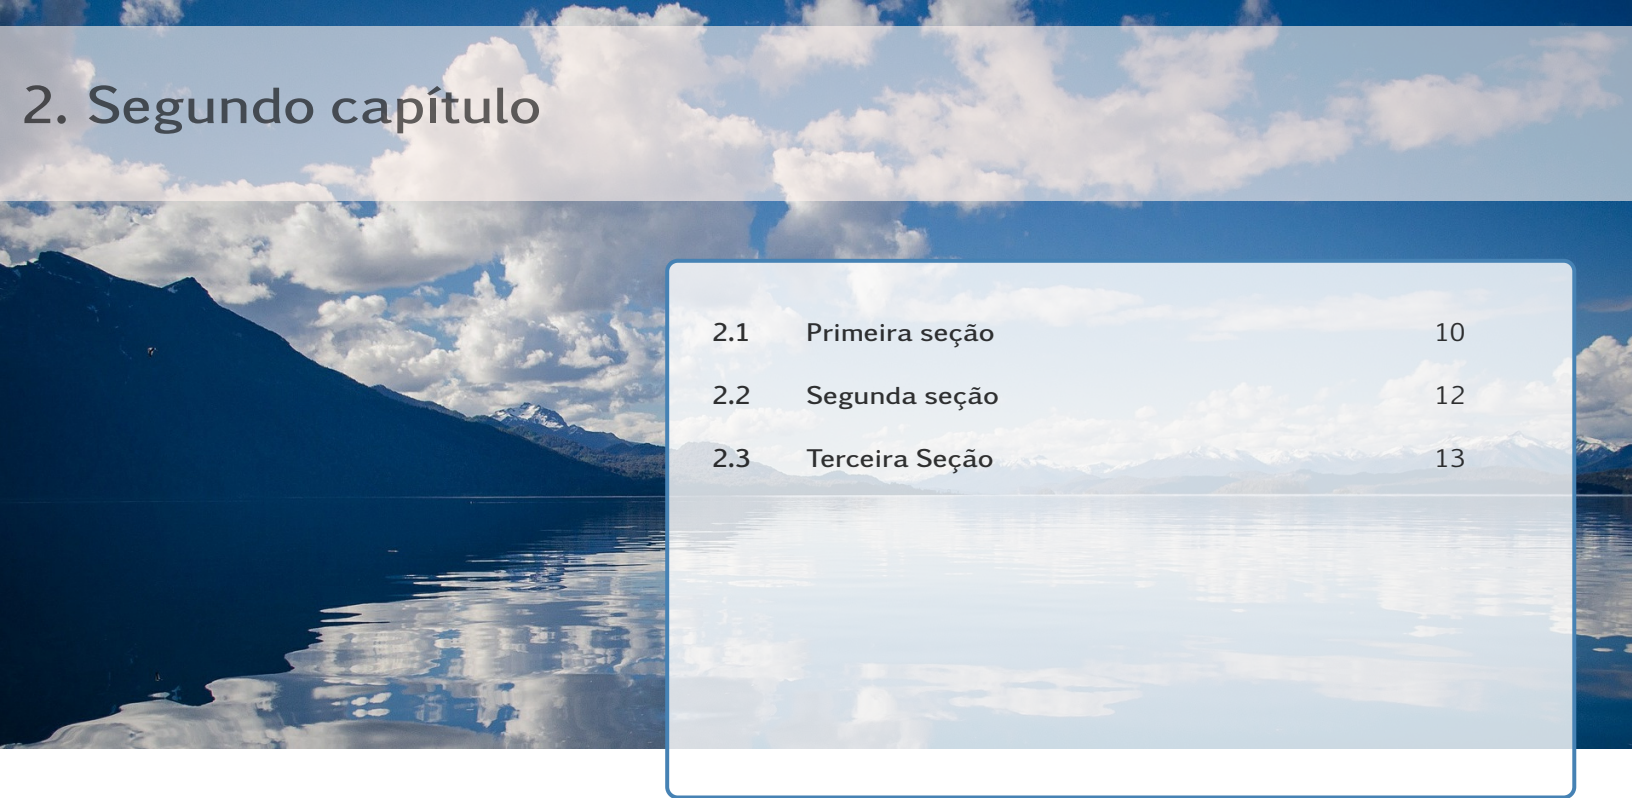 2. Segundo capítulo
2.1 Primeira seção 10
2.2 Segunda seção 12
2.3 Terceira Seção 13